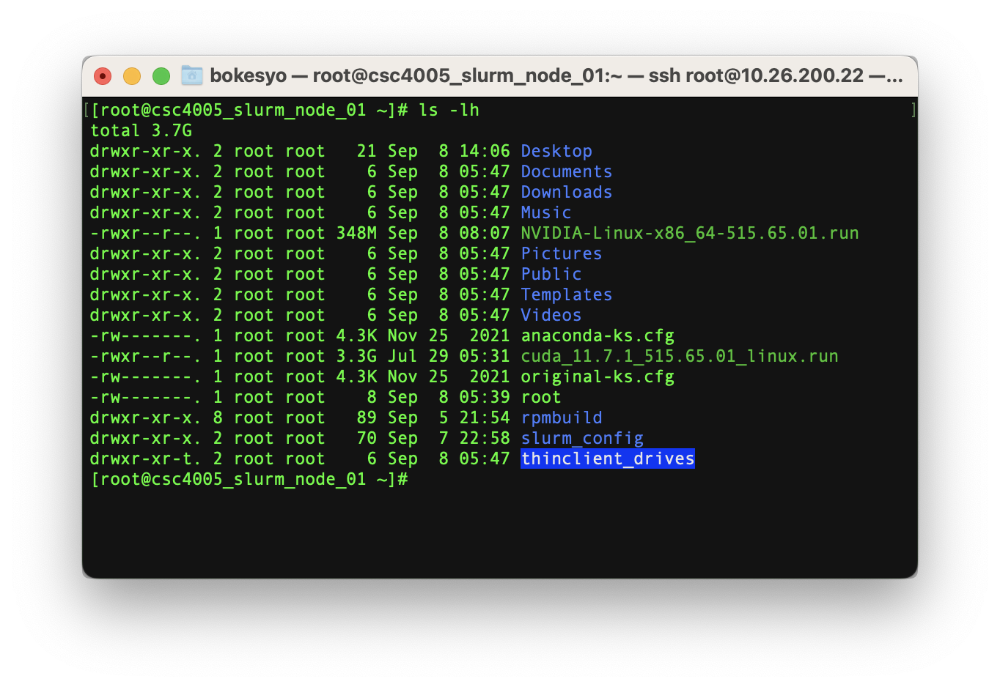 bokesyo — root@csc4005_slurm_node_01:~ — ssh root@10.26.200.22 —...
[[root@csc4005_slurm_node_01 ~]# ls -lh ]
total 3.7G
drwxr-xr-x. 2 root root   21 Sep  8 14:06 Desktop
drwxr-xr-x. 2 root root    6 Sep  8 05:47 Documents
drwxr-xr-x. 2 root root    6 Sep  8 05:47 Downloads
drwxr-xr-x. 2 root root    6 Sep  8 05:47 Music
-rwxr--r--. 1 root root 348M Sep  8 08:07 NVIDIA-Linux-x86_64-515.65.01.run
drwxr-xr-x. 2 root root    6 Sep  8 05:47 Pictures
drwxr-xr-x. 2 root root    6 Sep  8 05:47 Public
drwxr-xr-x. 2 root root    6 Sep  8 05:47 Templates
drwxr-xr-x. 2 root root    6 Sep  8 05:47 Videos
-rw-------. 1 root root 4.3K Nov 25  2021 anaconda-ks.cfg
-rwxr--r--. 1 root root 3.3G Jul 29 05:31 cuda_11.7.1_515.65.01_linux.run
-rw-------. 1 root root 4.3K Nov 25  2021 original-ks.cfg
-rw-------. 1 root root    8 Sep  8 05:39 root
drwxr-xr-x. 8 root root   89 Sep  5 21:54 rpmbuild
drwxr-xr-x. 2 root root   70 Sep  7 22:58 slurm_config
drwxr-xr-t. 2 root root    6 Sep  8 05:47 thinclient_drives
[root@csc4005_slurm_node_01 ~]#